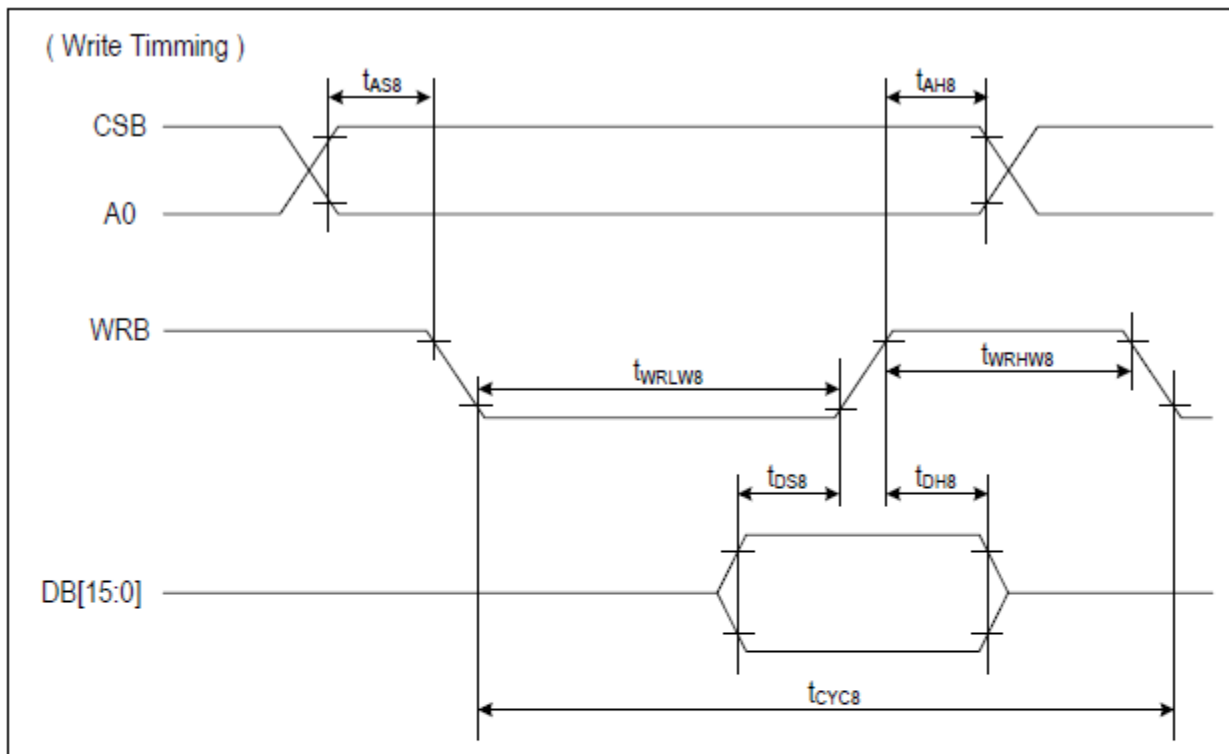 ( Write Timming )
tAS8
tAH8
CSB
A0
WRB
tWRLW8
tWRHW8
tDS8
tDH8
DB[15:0]
tCYC8